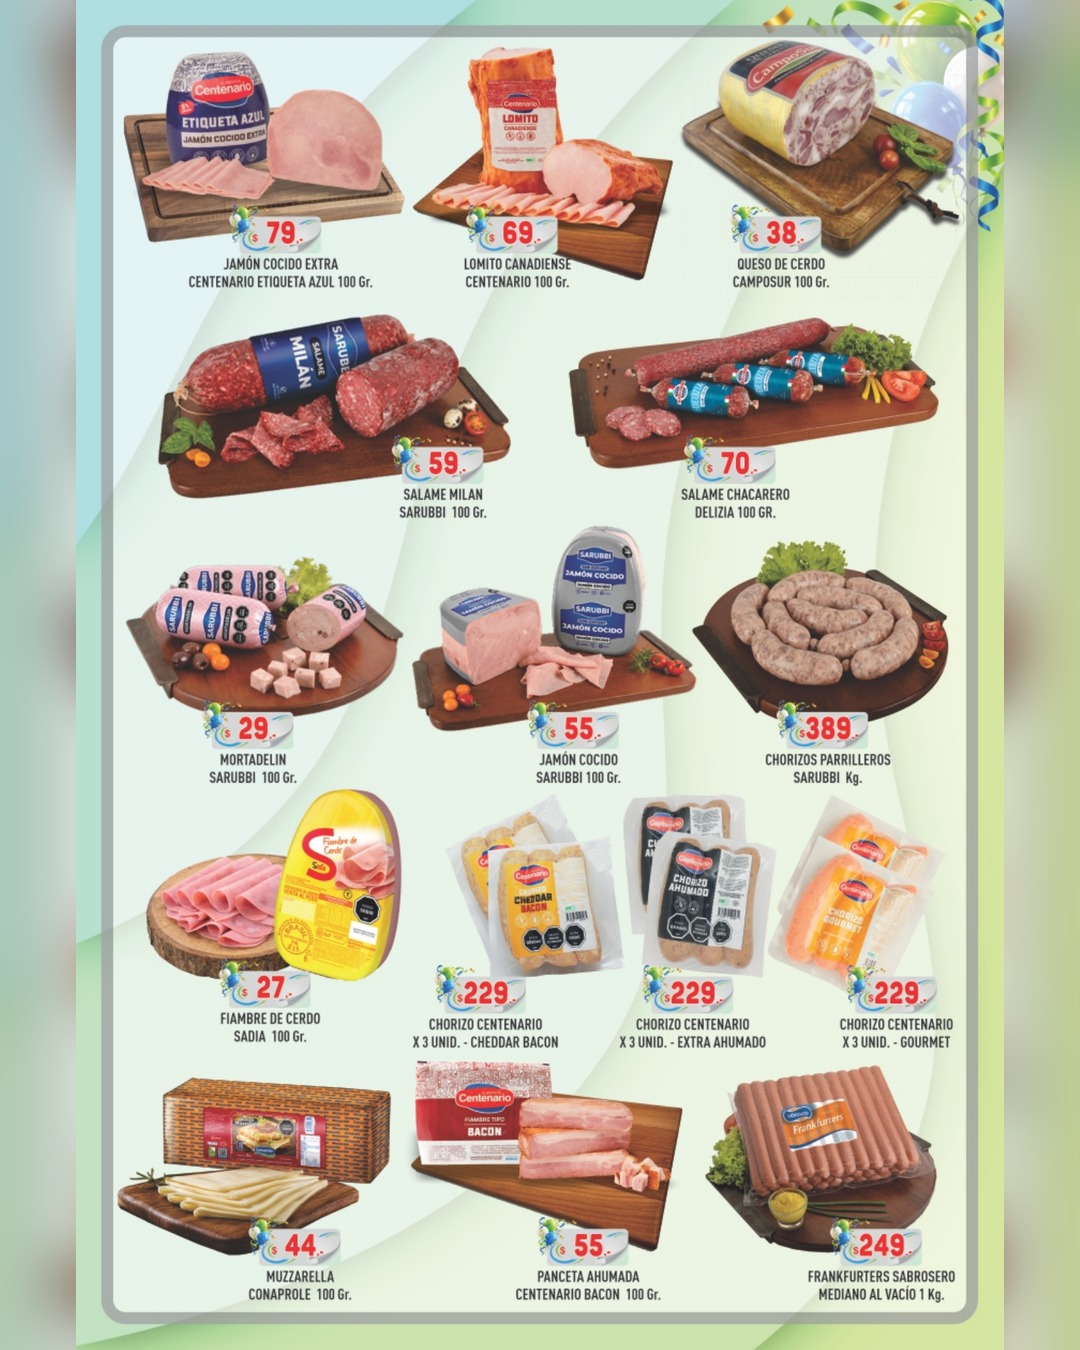 Centenario
ETIQUETA AZUL
JAMÓN COCIDO EXTRA
$ 79.-
JAMÓN COCIDO EXTRA
CENTENARIO ETIQUETA AZUL 100 Gr.
Centenario
LOMITO
CANADIENSE
$ 69.-
LOMITO CANADIENSE
CENTENARIO 100 Gr.
$ 38.-
QUESO DE CERDO
CAMPOSUR 100 Gr.
MILÁN
SALAME
SARUBBI
$ 59.-
SALAME MILAN
SARUBBI 100 Gr.
$ 70.-
SALAME CHACARERO
DELIZIA 100 GR.
SARUBBI
SARUBBI
SARUBBI
$ 29.-
MORTADELIN
SARUBBI 100 Gr.
SARUBBI
JAMÓN COCIDO
SARUBBI
JAMÓN COCIDO
$ 55.-
JAMÓN COCIDO
SARUBBI 100 Gr.
$389.-
CHORIZOS PARRILLEROS
SARUBBI Kg.
Fiambre de
Cerdo
Sadia
$ 27.-
FIAMBRE DE CERDO
SADIA 100 Gr.
Centenario
CHORIZO
CHEDDAR
BACON
$229.-
CHORIZO CENTENARIO
X 3 UNID. - CHEDDAR BACON
Centenario
Centenario
CHORIZO
AHUMADO
$229.-
CHORIZO CENTENARIO
X 3 UNID. - EXTRA AHUMADO
Centenario
Centenario
CHORIZO
GOURMET
$229.-
CHORIZO CENTENARIO
X 3 UNID. - GOURMET
$ 44.-
MUZZARELLA
CONAPROLE 100 Gr.
Centenario
FIAMBRE TIPO
BACON
$ 55.-
PANCETA AHUMADA
CENTENARIO BACON 100 Gr.
Frankfurters
$249.-
FRANKFURTERS SABROSERO
MEDIANO AL VACÍO 1 Kg.